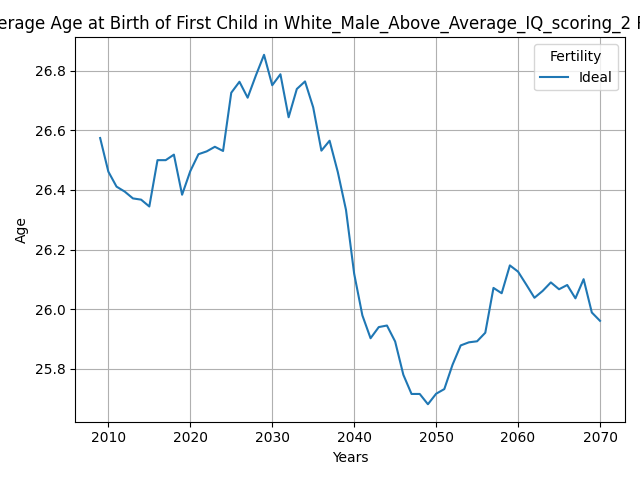 Age at Birth of First Child in White_Male_Above_Average_IQ_scoring_2
Fertility
Ideal
26.8
26.6
26.4
26.2
26.0
25.8
Age
2010 2020 2030 2040 2050 2060 2070
Years